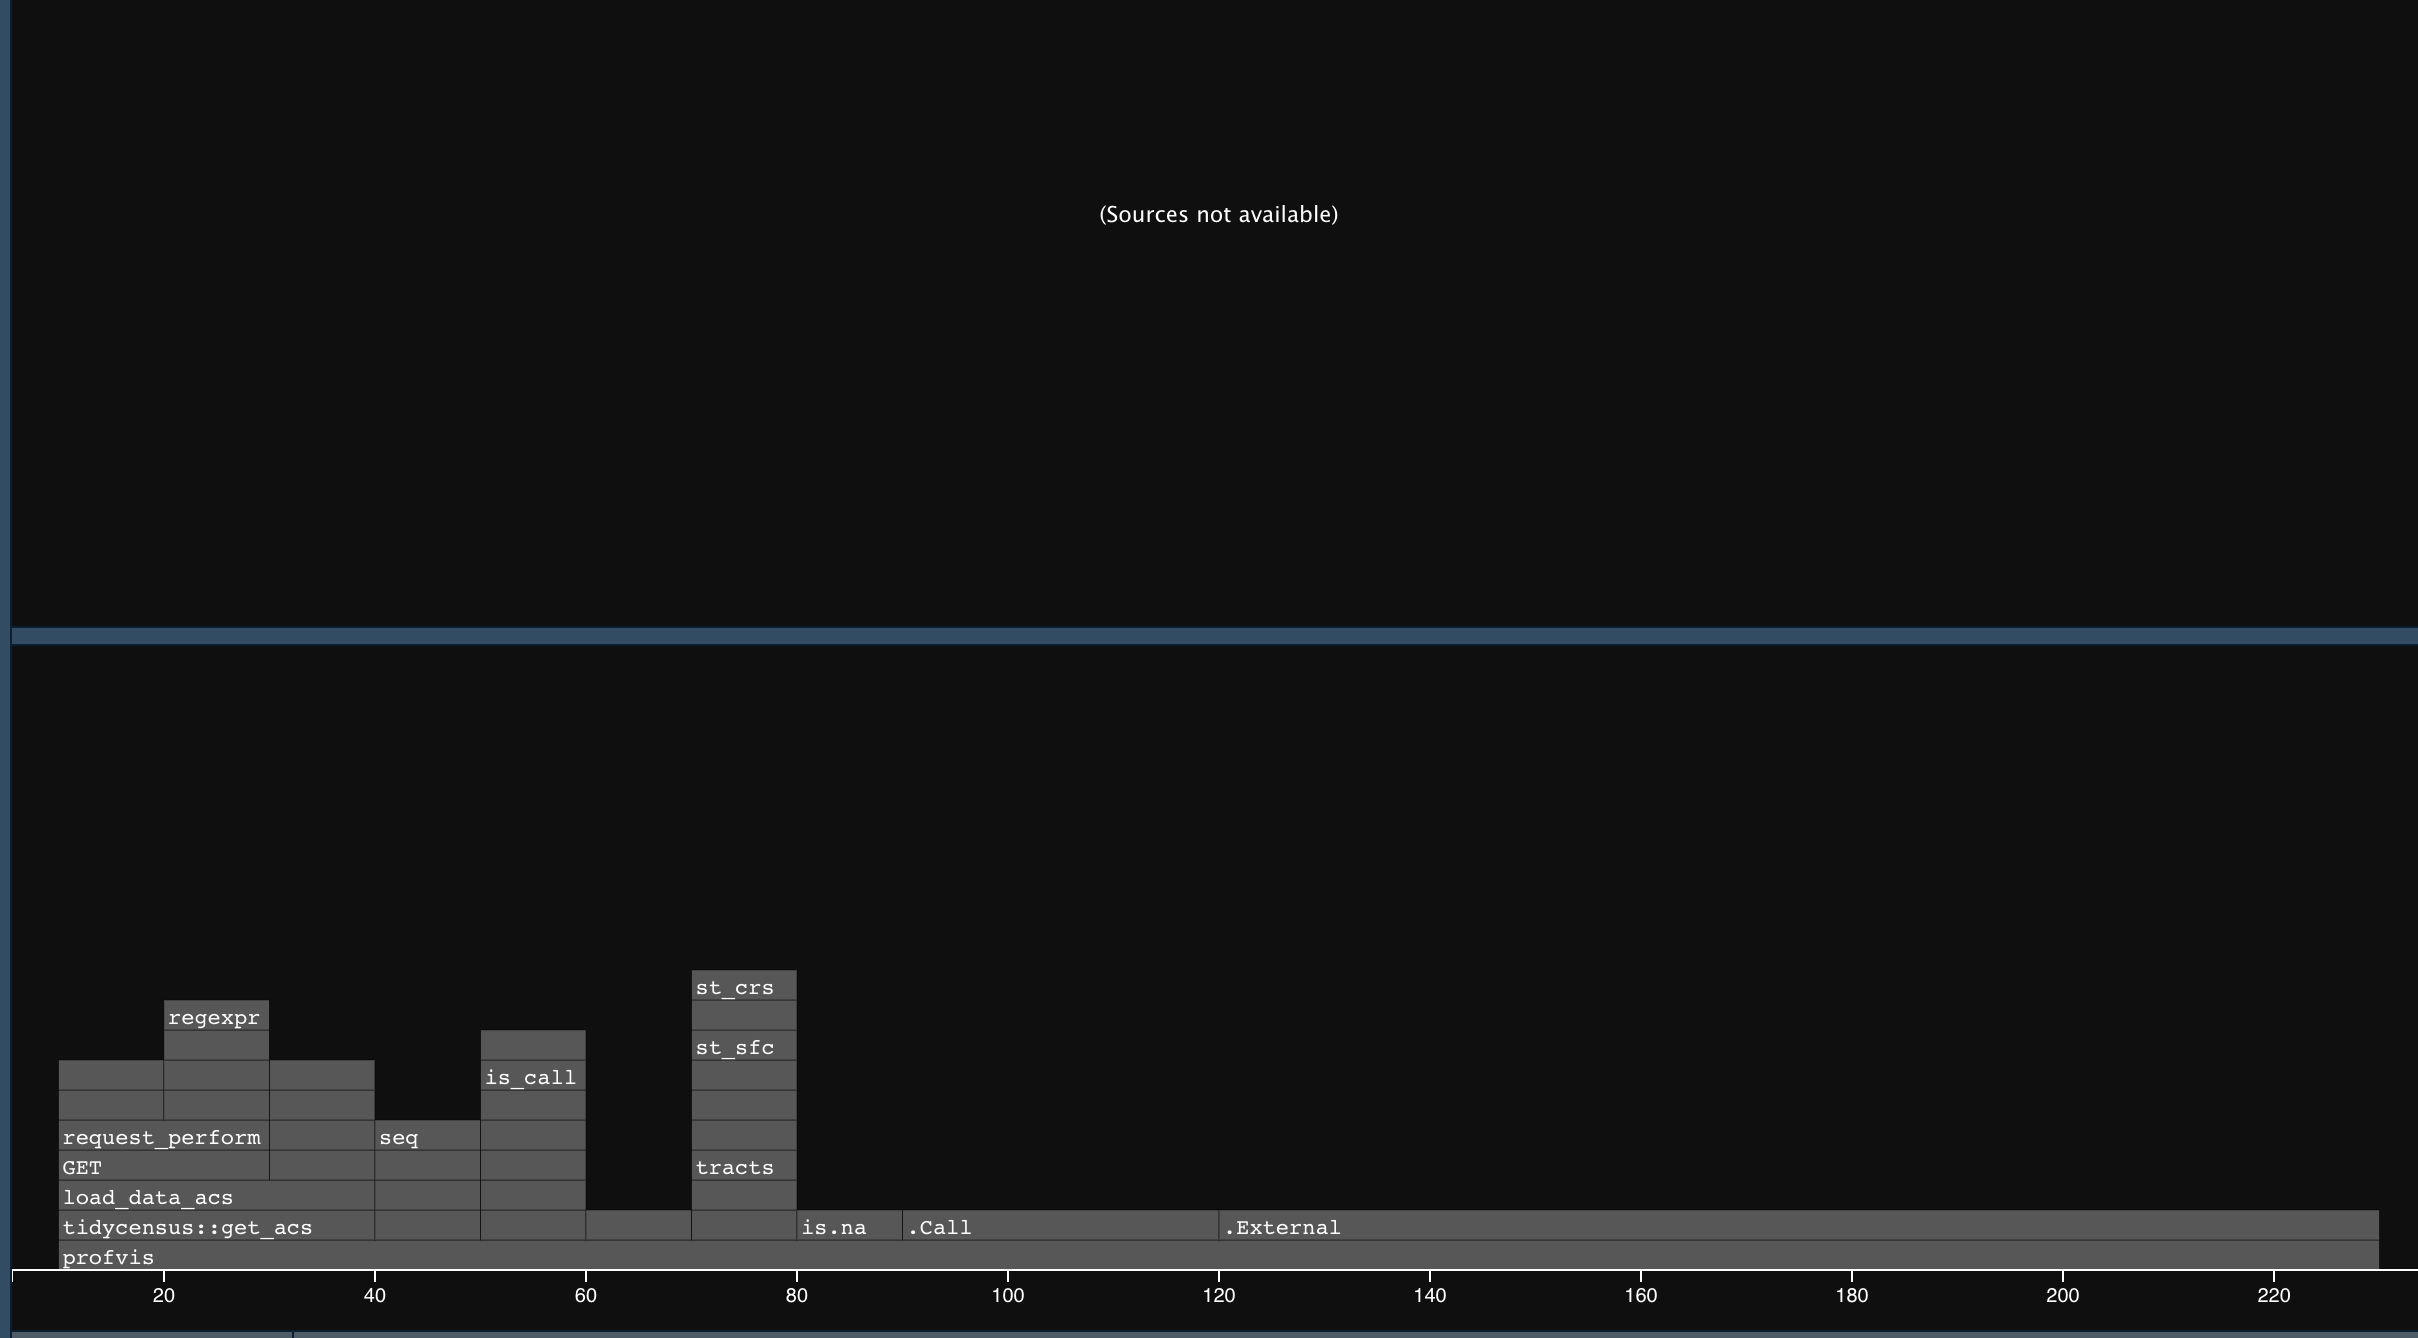 (Sources not available)
st_crs
regexpr
st_sfc
is_call
request_perform seq
GET tracts
load_data_acs
tidycensus::get_acs is.na .Call .External
profvis
20 40 60 80 100 120 140 160 180 200 220